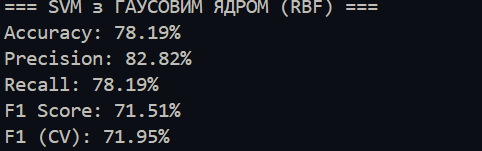 === SVM з ГАУСОВИМ ЯДРОМ (RBF) ===
Accuracy: 78.19%
Precision: 82.82%
Recall: 78.19%
F1 Score: 71.51%
F1 (CV): 71.95%